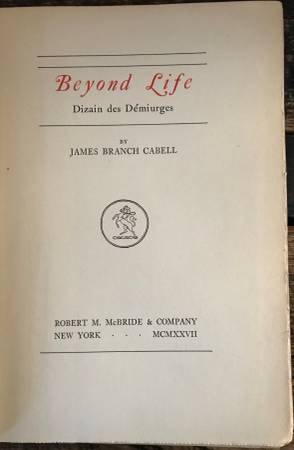 Beyond Life
Dizain des Démiurges
BY
JAMES BRANCH CABELL
ROBERT M. McBRIDE & COMPANY
NEW YORK · · · MCMXXVII